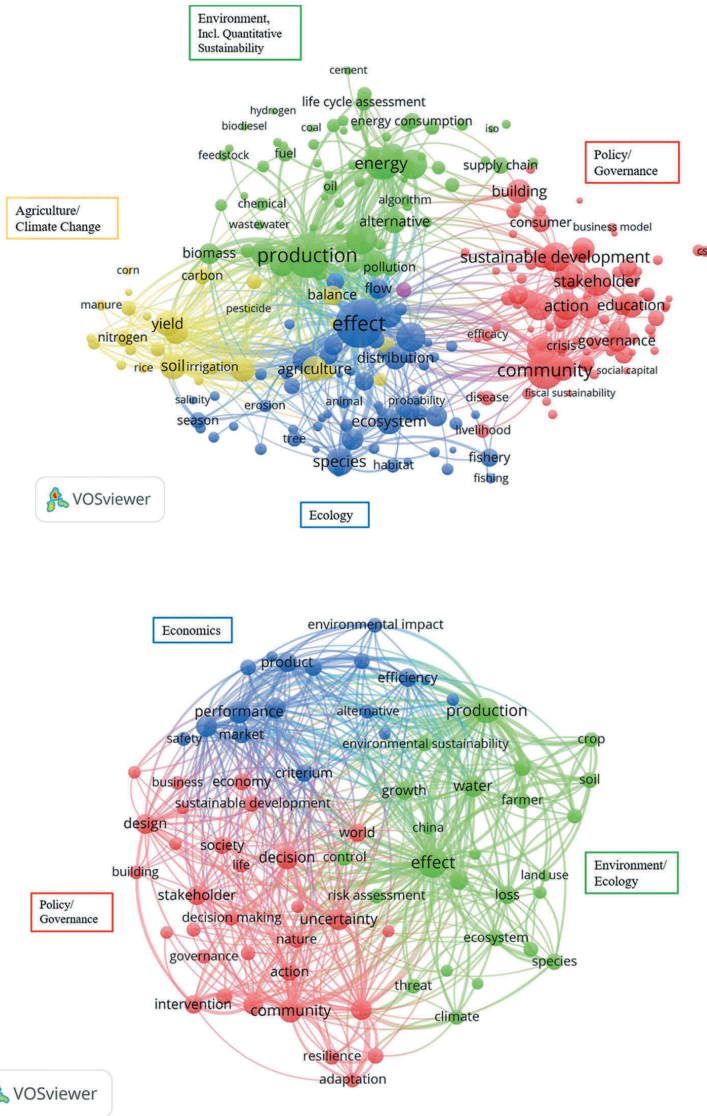 Environment,
Incl. Quantitative
Sustainability
cement
life cycle assessment
hydrogen
energy consumption
coal
iso
biodiesel
feedstock
fuel
energy
supply chain
Policy/
Governance
oil
building
chemical
algorithm
Agriculture/
Climate Change
consumer
wastewater
alternative
business model
biomass
production
sustainable development
cs
corn
carbon
pollution
stakeholder
balance
flow
manure
pesticide
action
education
yield
effect
nitrogen
efficacy
crisis
governance
rice
soil
irrigation
agriculture
distribution
community
social capital
salinity
animal
probability
disease
fiscal sustainability
season
erosion
ecosystem
livelihood
tree
species
habitat
fishery
fishing
VOSviewer
Ecology
Economics
environmental impact
product
efficiency
performance
alternative
production
safety
market
environmental sustainability
crop
business
economy
criterium
growth
water
soil
sustainable development
farmer
design
world
china
society
life
decision
control
effect
building
Environment/
Ecology
stakeholder
risk assessment
loss
land use
Policy/
Governance
decision making
uncertainty
nature
ecosystem
governance
species
action
threat
intervention
community
climate
resilience
adaptation
VOSviewer